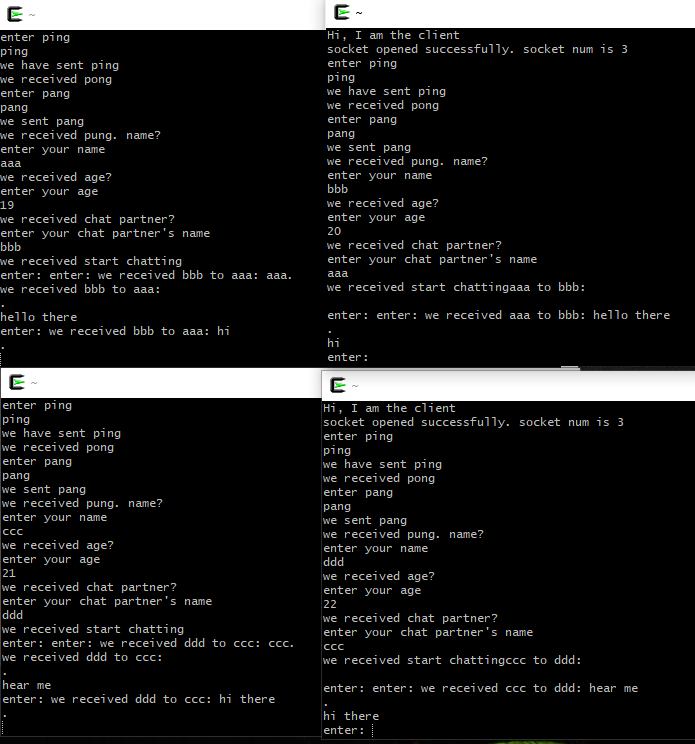 ~
enter ping
ping
we have sent ping
we received pong
enter pang
pang
we sent pang
we received pung. name?
enter your name
aaa
we received age?
enter your age
19
we received chat partner?
enter your chat partner's name
bbb
we received start chatting
enter: enter: we received bbb to aaa: aaa.
we received bbb to aaa:
.
hello there
enter: we received bbb to aaa: hi
.
~
Hi, I am the client
socket opened successfully. socket num is 3
enter ping
ping
we have sent ping
we received pong
enter pang
pang
we sent pang
we received pung. name?
enter your name
bbb
we received age?
enter your age
20
we received chat partner?
enter your chat partner's name
aaa
we received start chattingaaa to bbb:
enter: enter: we received aaa to bbb: hello there
.
hi
enter:
~
enter ping
ping
we have sent ping
we received pong
enter pang
pang
we sent pang
we received pung. name?
enter your name
ccc
we received age?
enter your age
21
we received chat partner?
enter your chat partner's name
ddd
we received start chatting
enter: enter: we received ddd to ccc: ccc.
we received ddd to ccc:
.
hear me
enter: we received ddd to ccc: hi there
.
~
Hi, I am the client
socket opened successfully. socket num is 3
enter ping
ping
we have sent ping
we received pong
enter pang
pang
we sent pang
we received pung. name?
enter your name
ddd
we received age?
enter your age
22
we received chat partner?
enter your chat partner's name
ccc
we received start chattingccc to ddd:
enter: enter: we received ccc to ddd: hear me
.
hi there
enter: